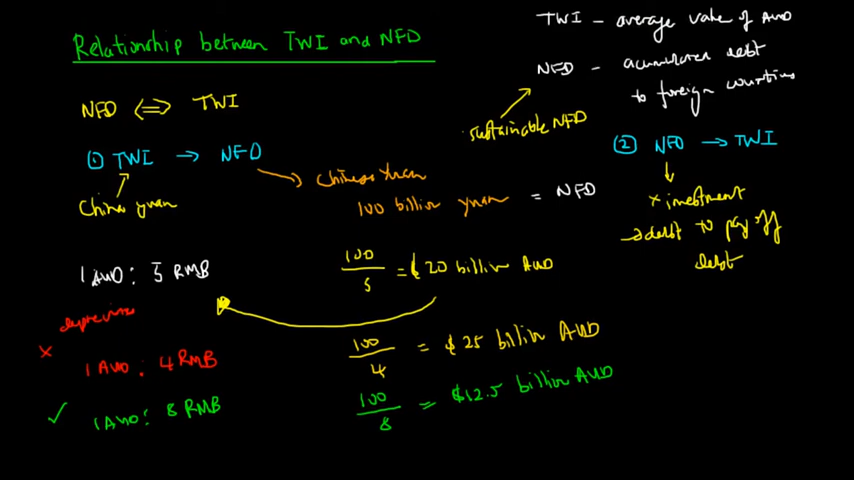 Relationship between TWI and NFD
TWI - average value of AUD
NFD - acumulated debt
to foreign countries
sustainable NFD
NFD <=> TWI
① TWI → NFD
China yuan
Chinese Yuan
100 billion yuan = NFD
② NFD → TWI
× investment
→ debt to pay off
debt
1 AUD: 5 RMB
100/5 = $20 billion AUD
depreciates
× 1 AUD: 4 RMB
100/4 = $25 billion AUD
✓ 1 AUD: 8 RMB
100/8 = $12.5 billion AUD